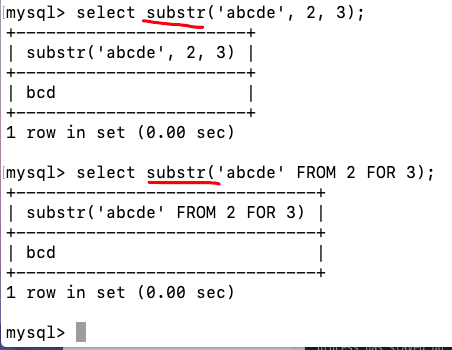 mysql> select substr('abcde', 2, 3);
+-----------------------+
| substr('abcde', 2, 3) |
+-----------------------+
| bcd                   |
+-----------------------+
1 row in set (0.00 sec)
mysql> select substr('abcde' FROM 2 FOR 3);
+------------------------------+
| substr('abcde' FROM 2 FOR 3) |
+------------------------------+
| bcd                          |
+------------------------------+
1 row in set (0.00 sec)
mysql>